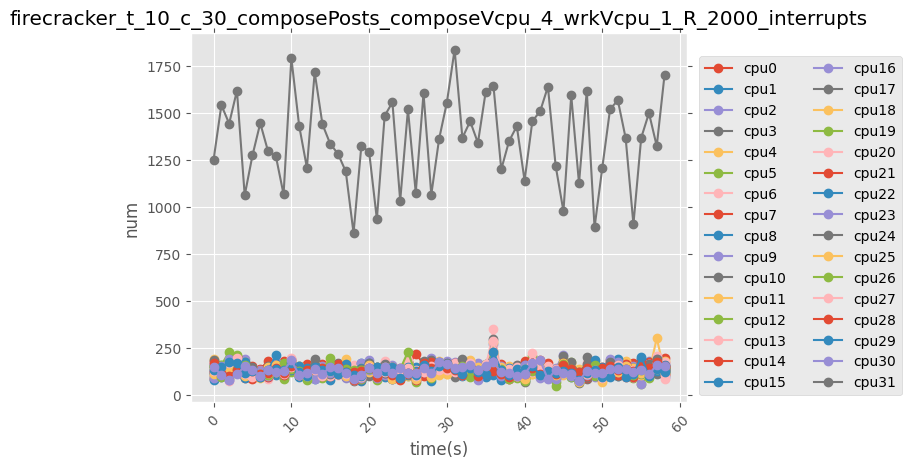 firecracker_t_10_c_30_composePosts_composeVcpu_4_wrkVcpu_1_R_2000_interrupts
num
1750
1500
1250
1000
750
500
250
0
0 10 20 30 40 50 60
time(s)
cpu0 cpu16
cpu1 cpu17
cpu2 cpu18
cpu3 cpu19
cpu4 cpu20
cpu5 cpu21
cpu6 cpu22
cpu7 cpu23
cpu8 cpu24
cpu9 cpu25
cpu10 cpu26
cpu11 cpu27
cpu12 cpu28
cpu13 cpu29
cpu14 cpu30
cpu15 cpu31